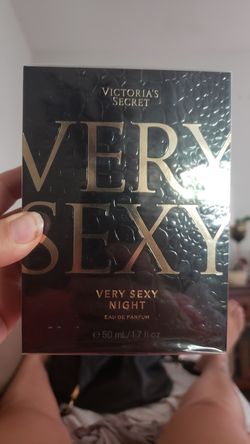 VICTORIA'S
SECRET
VERY
SEXY
VERY SEXY
NIGHT
EAU DE PARFUM
℮ 50 mL/1.7 fl oz